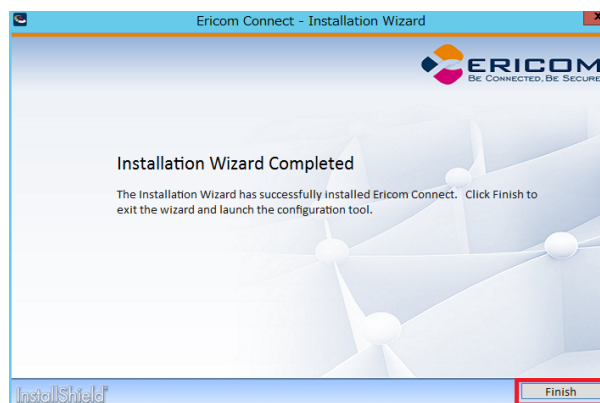 Ericom Connect - Installation Wizard
ERICOM
BE CONNECTED, BE SECURE
Installation Wizard Completed
The Installation Wizard has successfully installed Ericom Connect. Click Finish to
exit the wizard and launch the configuration tool.
InstallShield
Finish